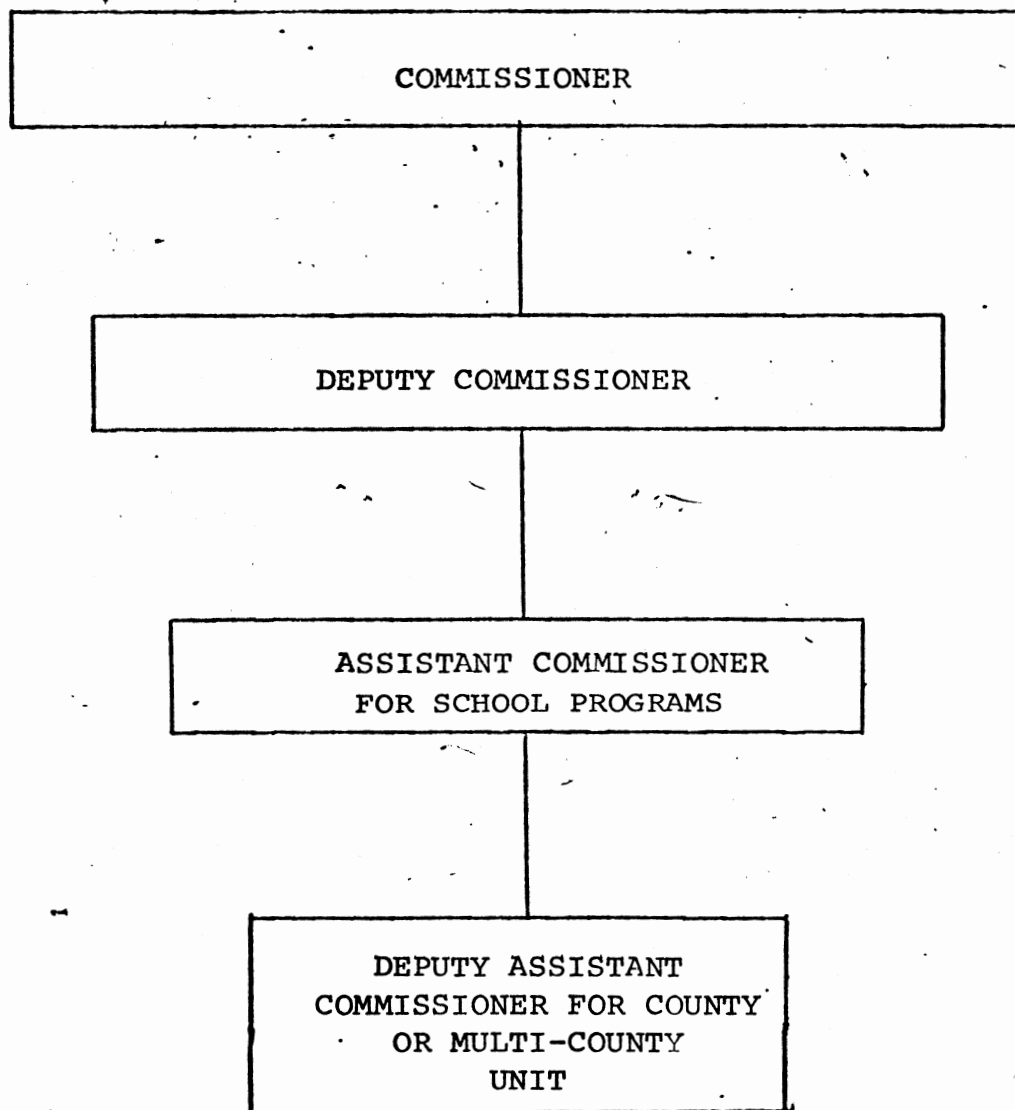 COMMISSIONER
DEPUTY COMMISSIONER
ASSISTANT COMMISSIONER
FOR SCHOOL PROGRAMS
DEPUTY ASSISTANT
COMMISSIONER FOR COUNTY
OR MULTI-COUNTY
UNIT